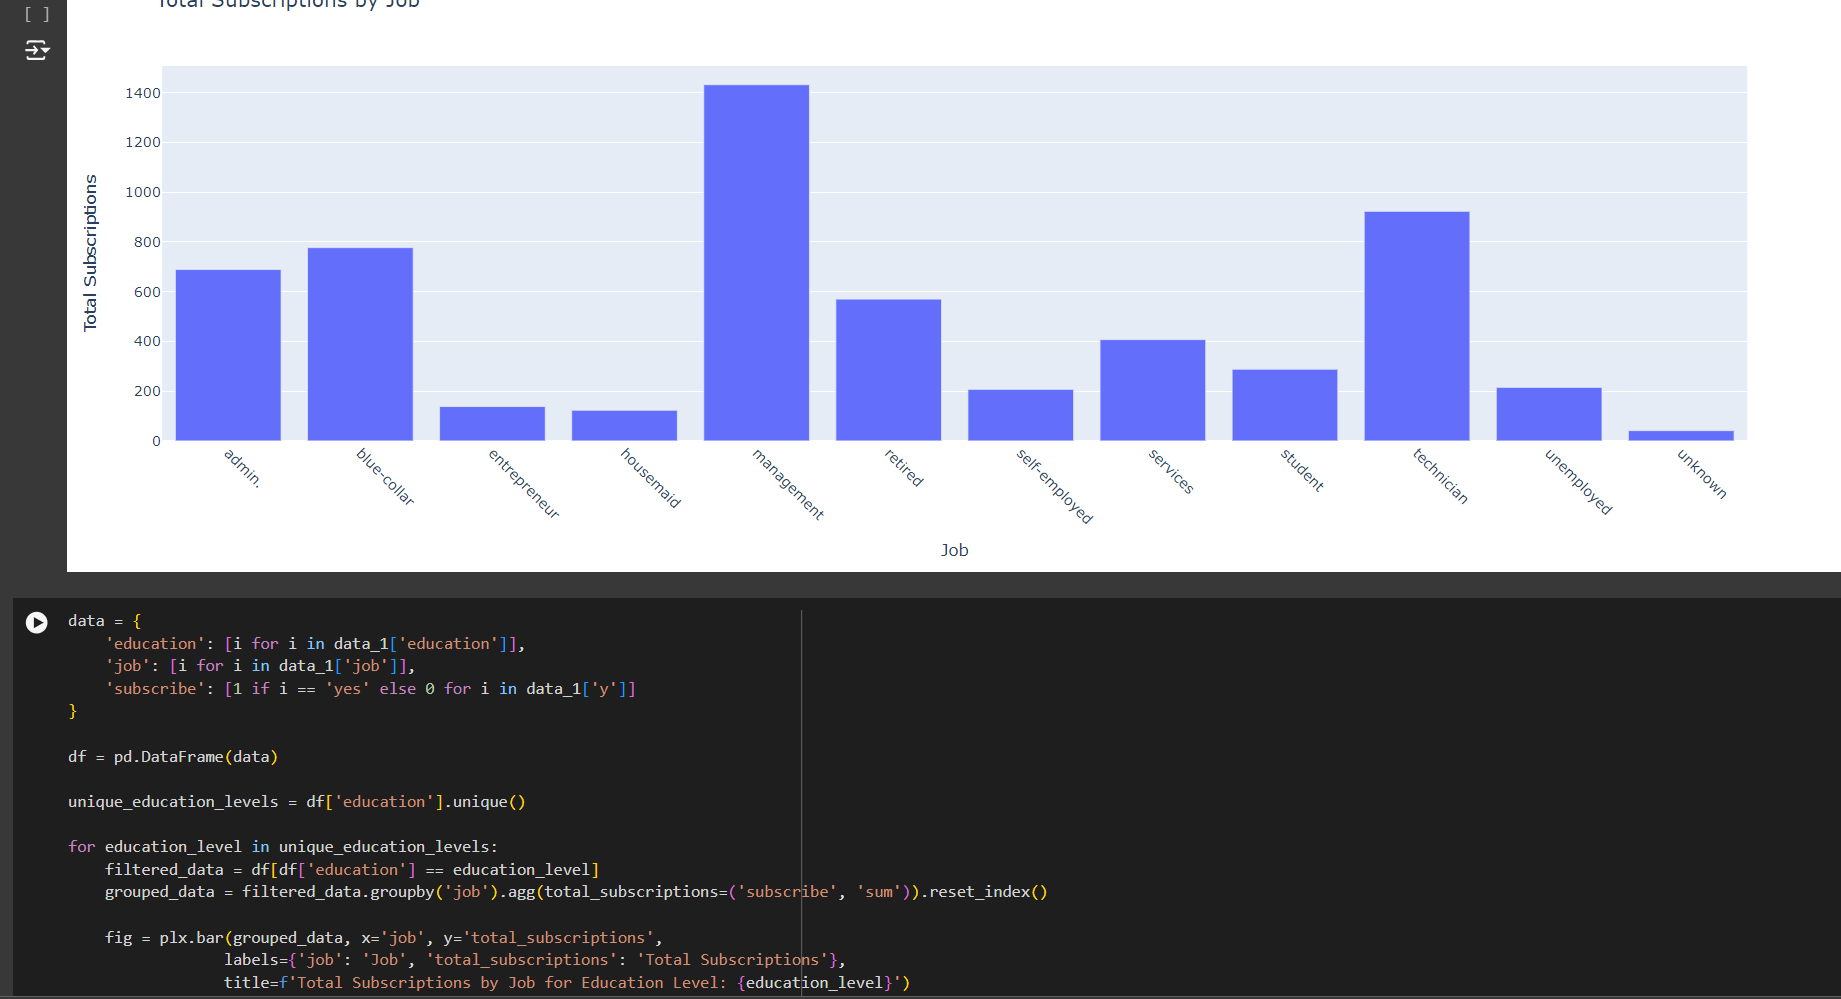 [ ]
Total Subscriptions by Job
1400
1200
1000
800
600
400
200
0
Total Subscriptions
admin.
blue-collar
entrepreneur
housemaid
management
retired
self-employed
services
student
technician
unemployed
unknown
Job
data = {
    'education': [i for i in data_1['education']],
    'job': [i for i in data_1['job']],
    'subscribe': [1 if i == 'yes' else 0 for i in data_1['y']]
}
df = pd.DataFrame(data)
unique_education_levels = df['education'].unique()
for education_level in unique_education_levels:
    filtered_data = df[df['education'] == education_level]
    grouped_data = filtered_data.groupby('job').agg(total_subscriptions=('subscribe', 'sum')).reset_index()
    fig = plx.bar(grouped_data, x='job', y='total_subscriptions',
                 labels={'job': 'Job', 'total_subscriptions': 'Total Subscriptions'},
                 title=f'Total Subscriptions by Job for Education Level: {education_level}')